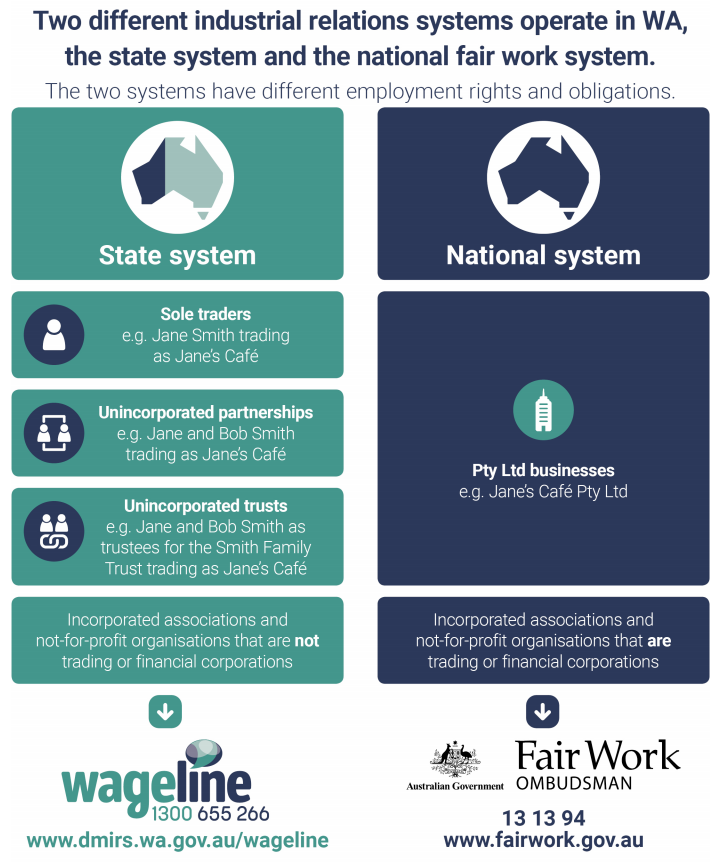 Two different industrial relations systems operate in WA,
the state system and the national fair work system.
The two systems have different employment rights and obligations.
State system
Sole traders
e.g. Jane Smith trading
as Jane's Café
Unincorporated partnerships
e.g. Jane and Bob Smith
trading as Jane's Café
Unincorporated trusts
e.g. Jane and Bob Smith as
trustees for the Smith Family
Trust trading as Jane's Café
Incorporated associations and
not-for-profit organisations that are not
trading or financial corporations
wageline
1300 655 266
www.dmirs.wa.gov.au/wageline
National system
Pty Ltd businesses
e.g. Jane's Café Pty Ltd
Incorporated associations and
not-for-profit organisations that are
trading or financial corporations
Australian Government
Fair Work
OMBUDSMAN
13 13 94
www.fairwork.gov.au